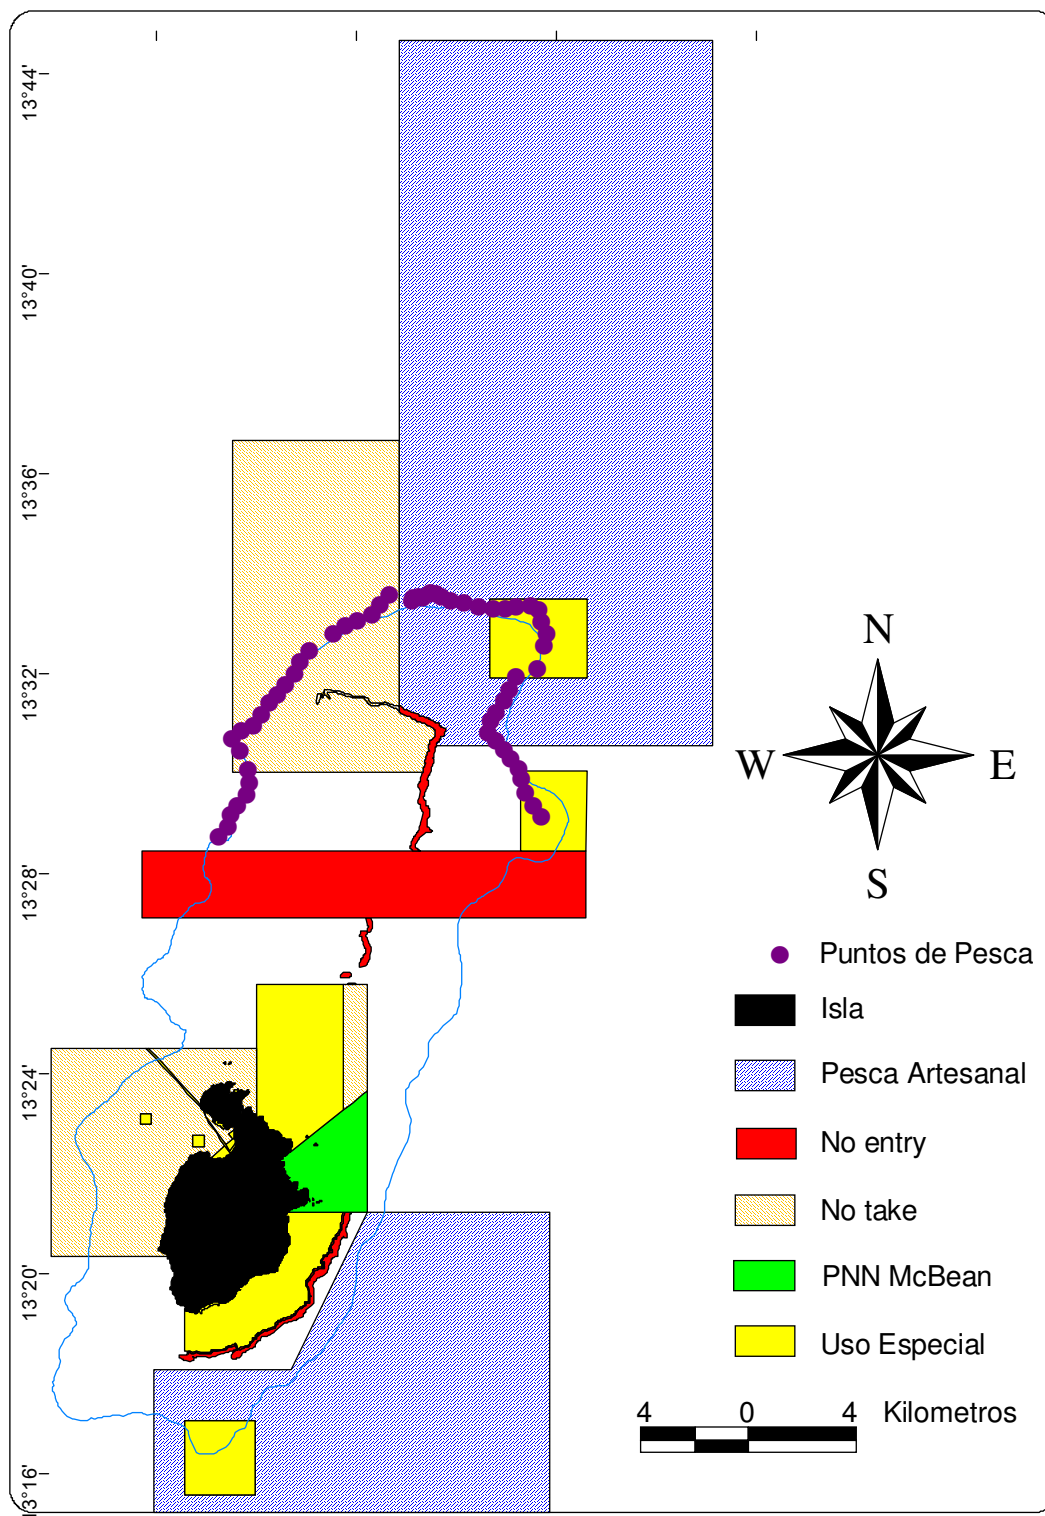 13°44'
13°40'
13°36'
13°32'
13°28'
13°24'
13°20'
13°16'
N
W
E
S
Puntos de Pesca
Isla
Pesca Artesanal
No entry
No take
PNN McBean
Uso Especial
4 0 4 Kilometros